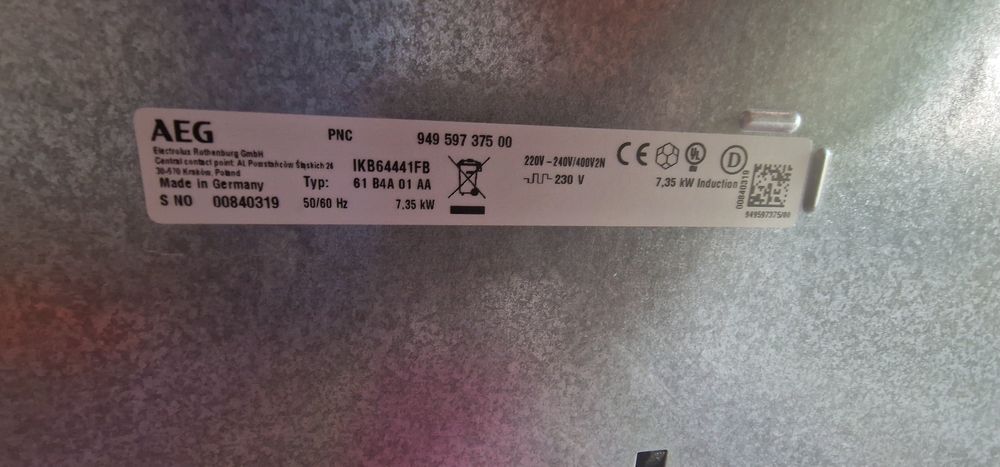 AEG
PNC 949 597 375 00
Electrolux Rothenburg GmbH
Central contact point: Al. Powstańców Śląskich 26
30-570 Kraków, Poland
IKB64441FB
Made in Germany Typ: 61 B4A 01 AA
S NO 00840319 50/60 Hz 7.35 kW
220V - 240V/400V2N
230 V
CE
UL
D
7,35 kW Induction
00840319
949597375/00